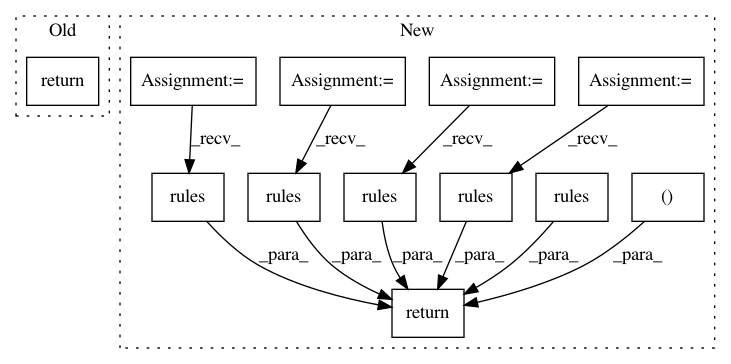 Old
New
return
Assignment:=
Assignment:=
Assignment:=
Assignment:=
_recv_
_recv_
_recv_
_recv_
rules
rules
rules
rules
rules
()
_para_
_para_
_para_
_para_
_para_
_para_
return